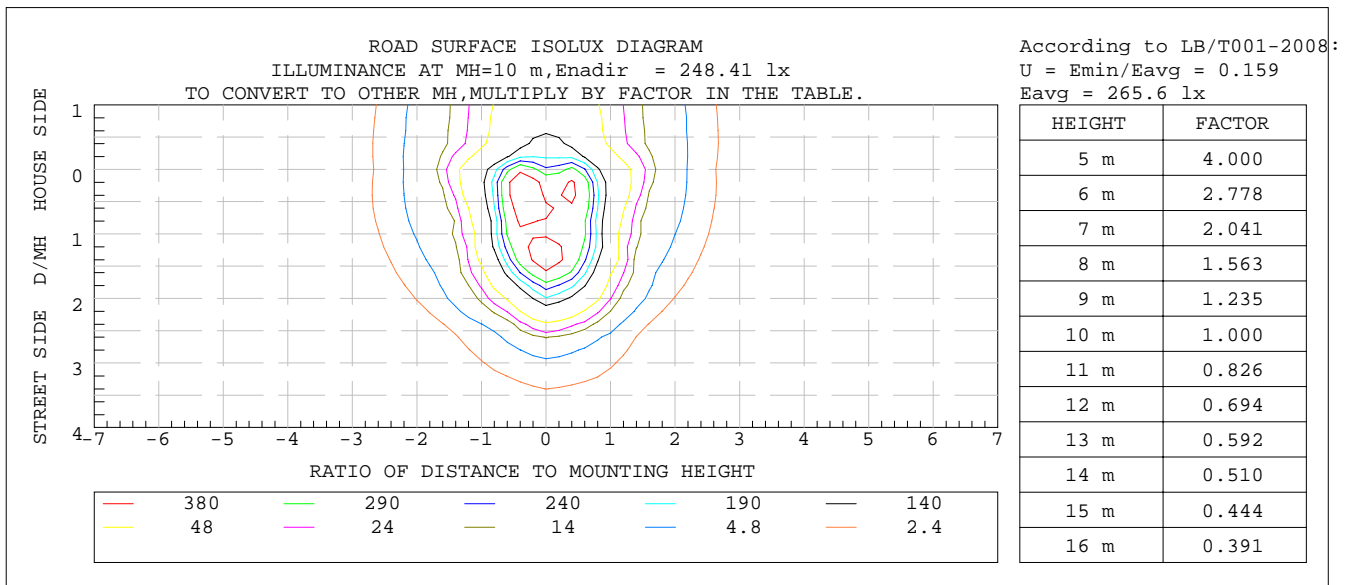 ROAD SURFACE ISOLUX DIAGRAM
ILLUMINANCE AT MH=10 m,Enadir = 248.41 lx
TO CONVERT TO OTHER MH,MULTIPLY BY FACTOR IN THE TABLE.
STREET SIDE D/MH HOUSE SIDE
1
0
1
2
3
4
-7 -6 -5 -4 -3 -2 -1 0 1 2 3 4 5 6 7
RATIO OF DISTANCE TO MOUNTING HEIGHT
380 290 240 190 140
48 24 14 4.8 2.4
According to LB/T001-2008:
U = Emin/Eavg = 0.159
Eavg = 265.6 lx
HEIGHT FACTOR
5 m 4.000
6 m 2.778
7 m 2.041
8 m 1.563
9 m 1.235
10 m 1.000
11 m 0.826
12 m 0.694
13 m 0.592
14 m 0.510
15 m 0.444
16 m 0.391